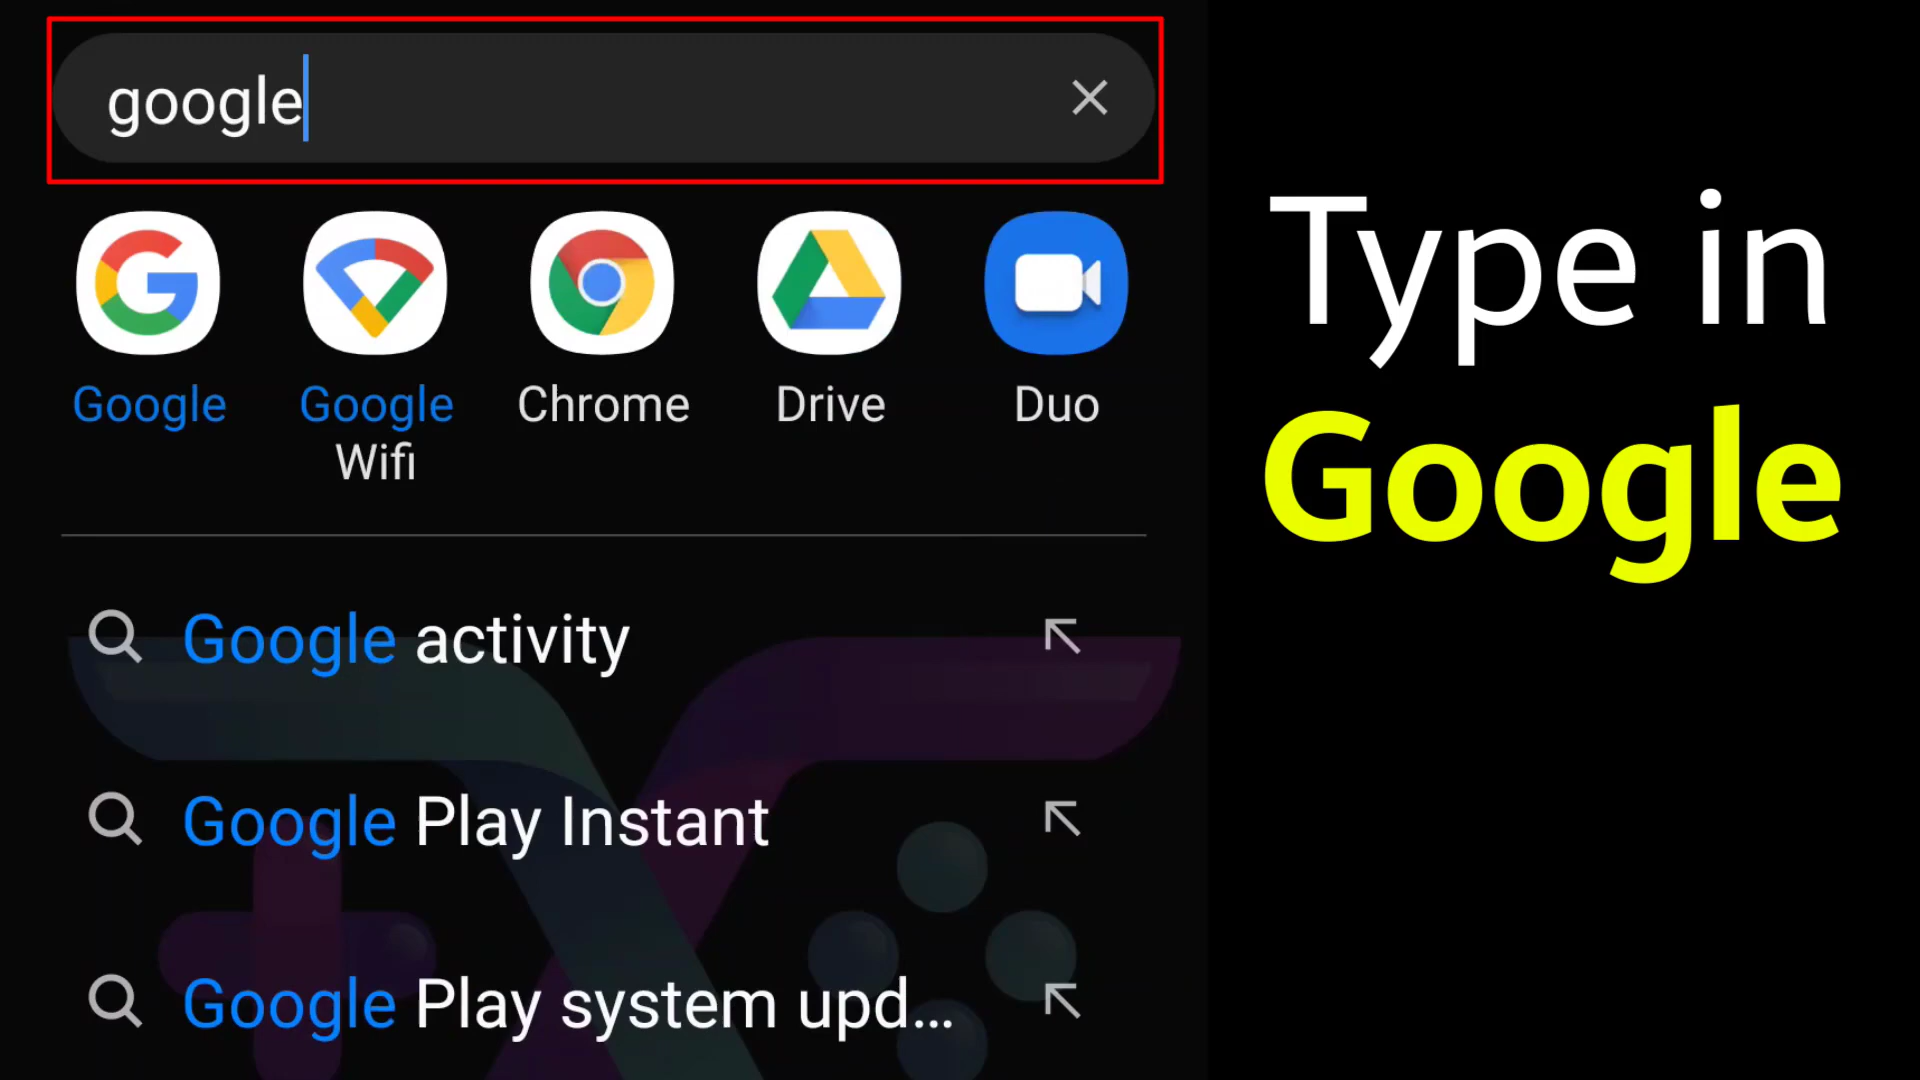 google
Google
Google
Wifi
Chrome
Drive
Duo
Google activity
Google Play Instant
Google Play system upd...
Type in
Google